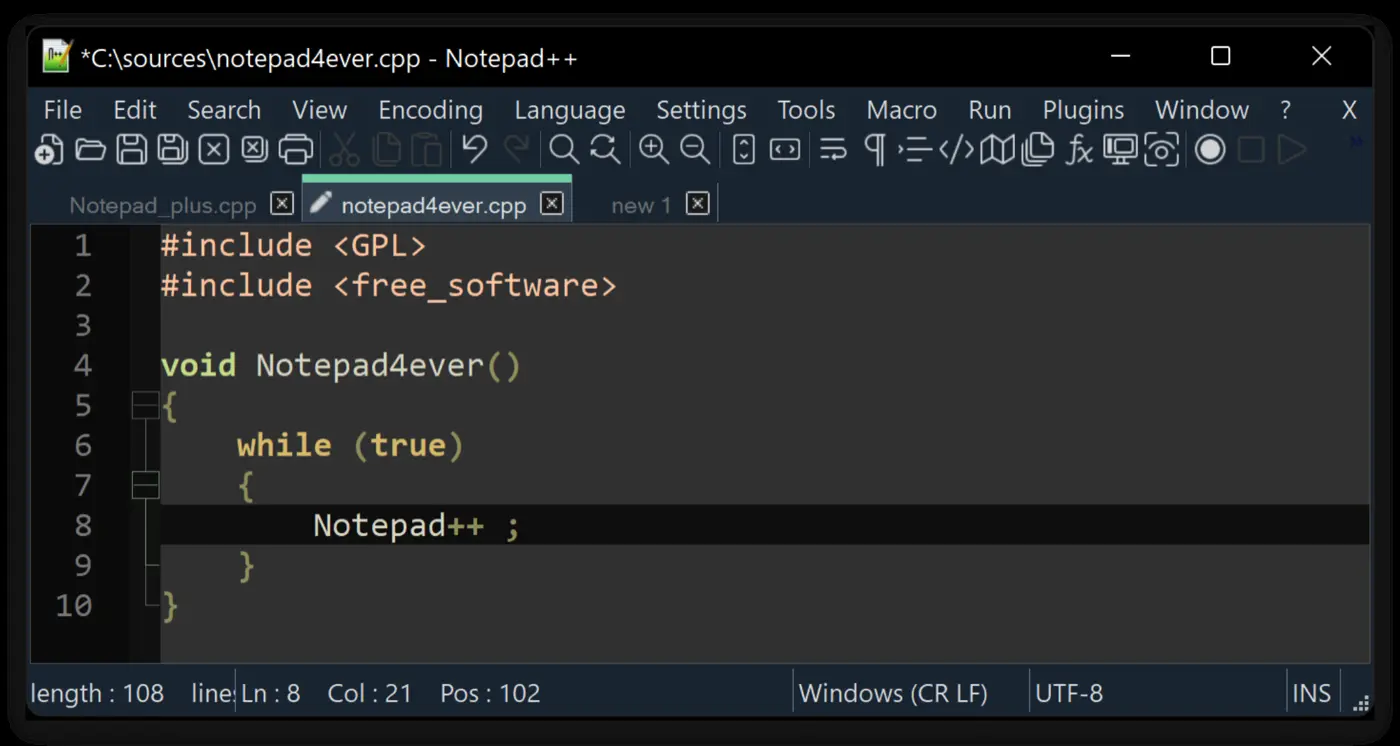 *C:\sources\notepad4ever.cpp - Notepad++
File Edit Search View Encoding Language Settings Tools Macro Run Plugins Window ? X
Notepad_plus.cpp notepad4ever.cpp new 1
1 #include <GPL>
2 #include <free_software>
3
4 void Notepad4ever()
5 {
6     while (true)
7     {
8         Notepad++ ;
9     }
10 }
length : 108 line Ln : 8 Col : 21 Pos : 102 Windows (CR LF) UTF-8 INS